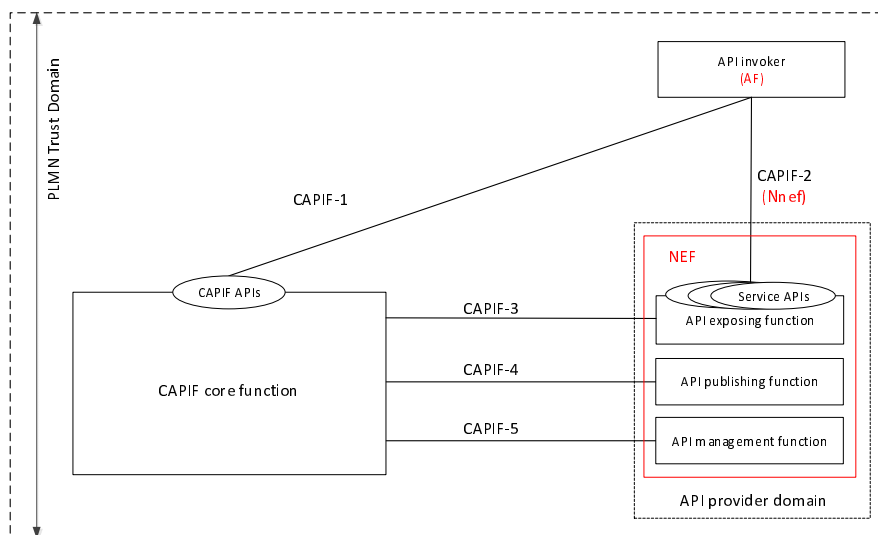 PLMN Trust Domain
API invoker
(AF)
CAPIF-1
CAPIF-2
(Nnef)
NEF
CAPIF APIs
Service APIs
CAPIF-3
API exposing function
CAPIF core function
CAPIF-4
API publishing function
CAPIF-5
API management function
API provider domain